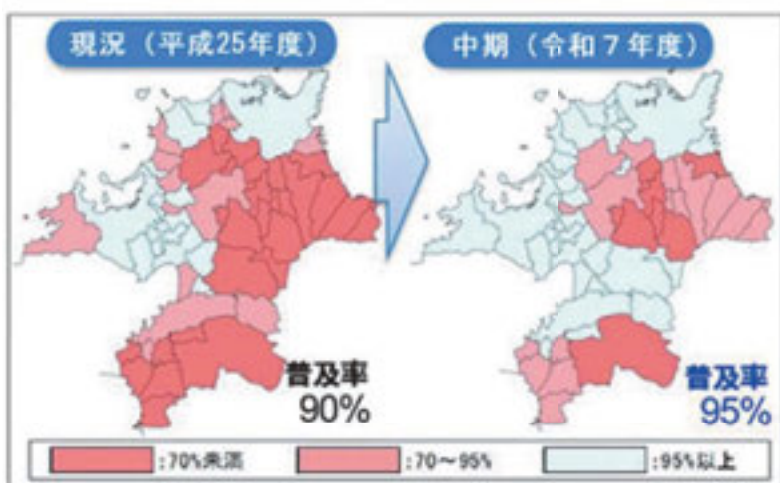 現況（平成25年度）
中期（令和７年度）
普及率
90%
普及率
95%
:70%未満
:70～95%
:95%以上